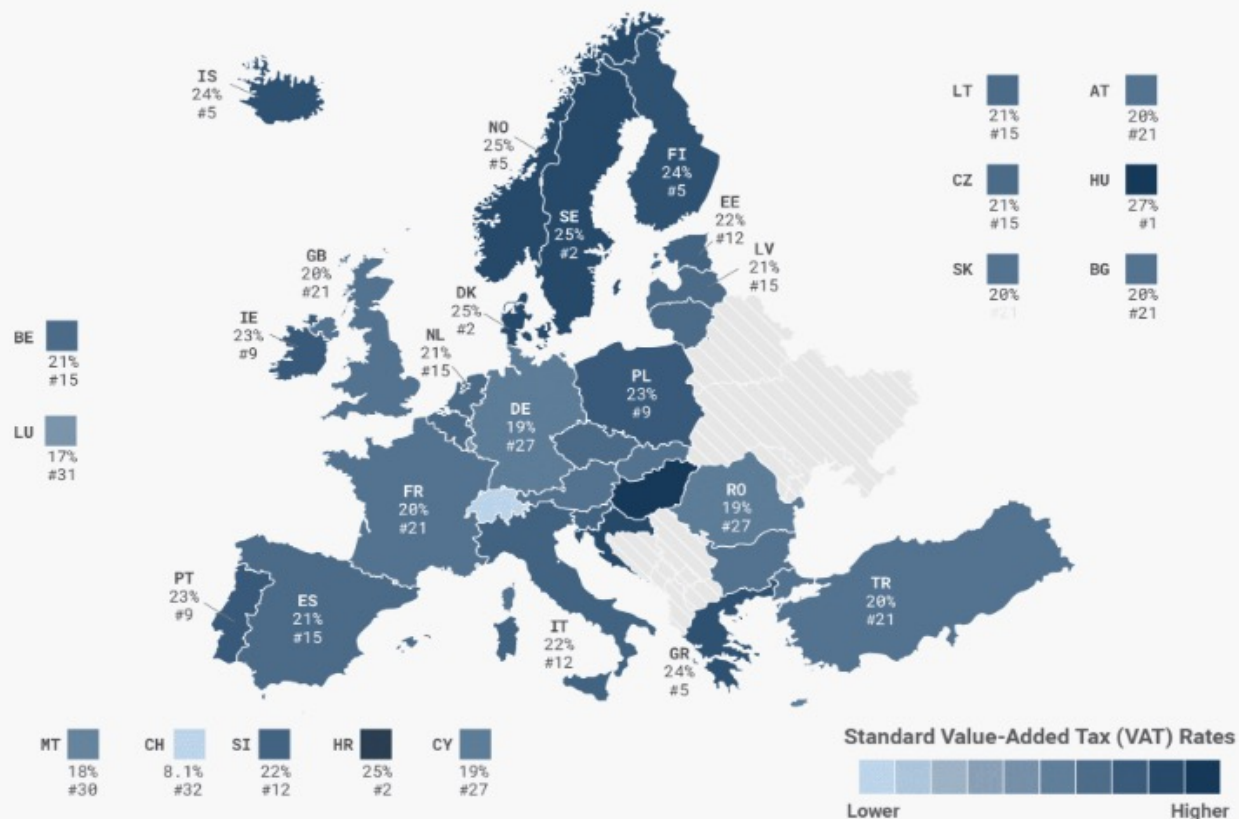 IS
24%
#5
NO
25%
#5
FI
24%
#5
SE
25%
#2
EE
22%
#12
LV
21%
#15
LT
21%
#15
AT
20%
#21
CZ
21%
#15
HU
27%
#1
SK
20%
#21
BG
20%
#21
GB
20%
#21
IE
23%
#9
DK
25%
#2
NL
21%
#15
BE
21%
#15
LU
17%
#31
PL
23%
#9
DE
19%
#27
FR
20%
#21
RO
19%
#27
PT
23%
#9
ES
21%
#15
IT
22%
#12
GR
24%
#5
TR
20%
#21
MT
18%
#30
CH
8.1%
#32
SI
22%
#12
HR
25%
#2
CY
19%
#27
Standard Value-Added Tax (VAT) Rates
Lower
Higher